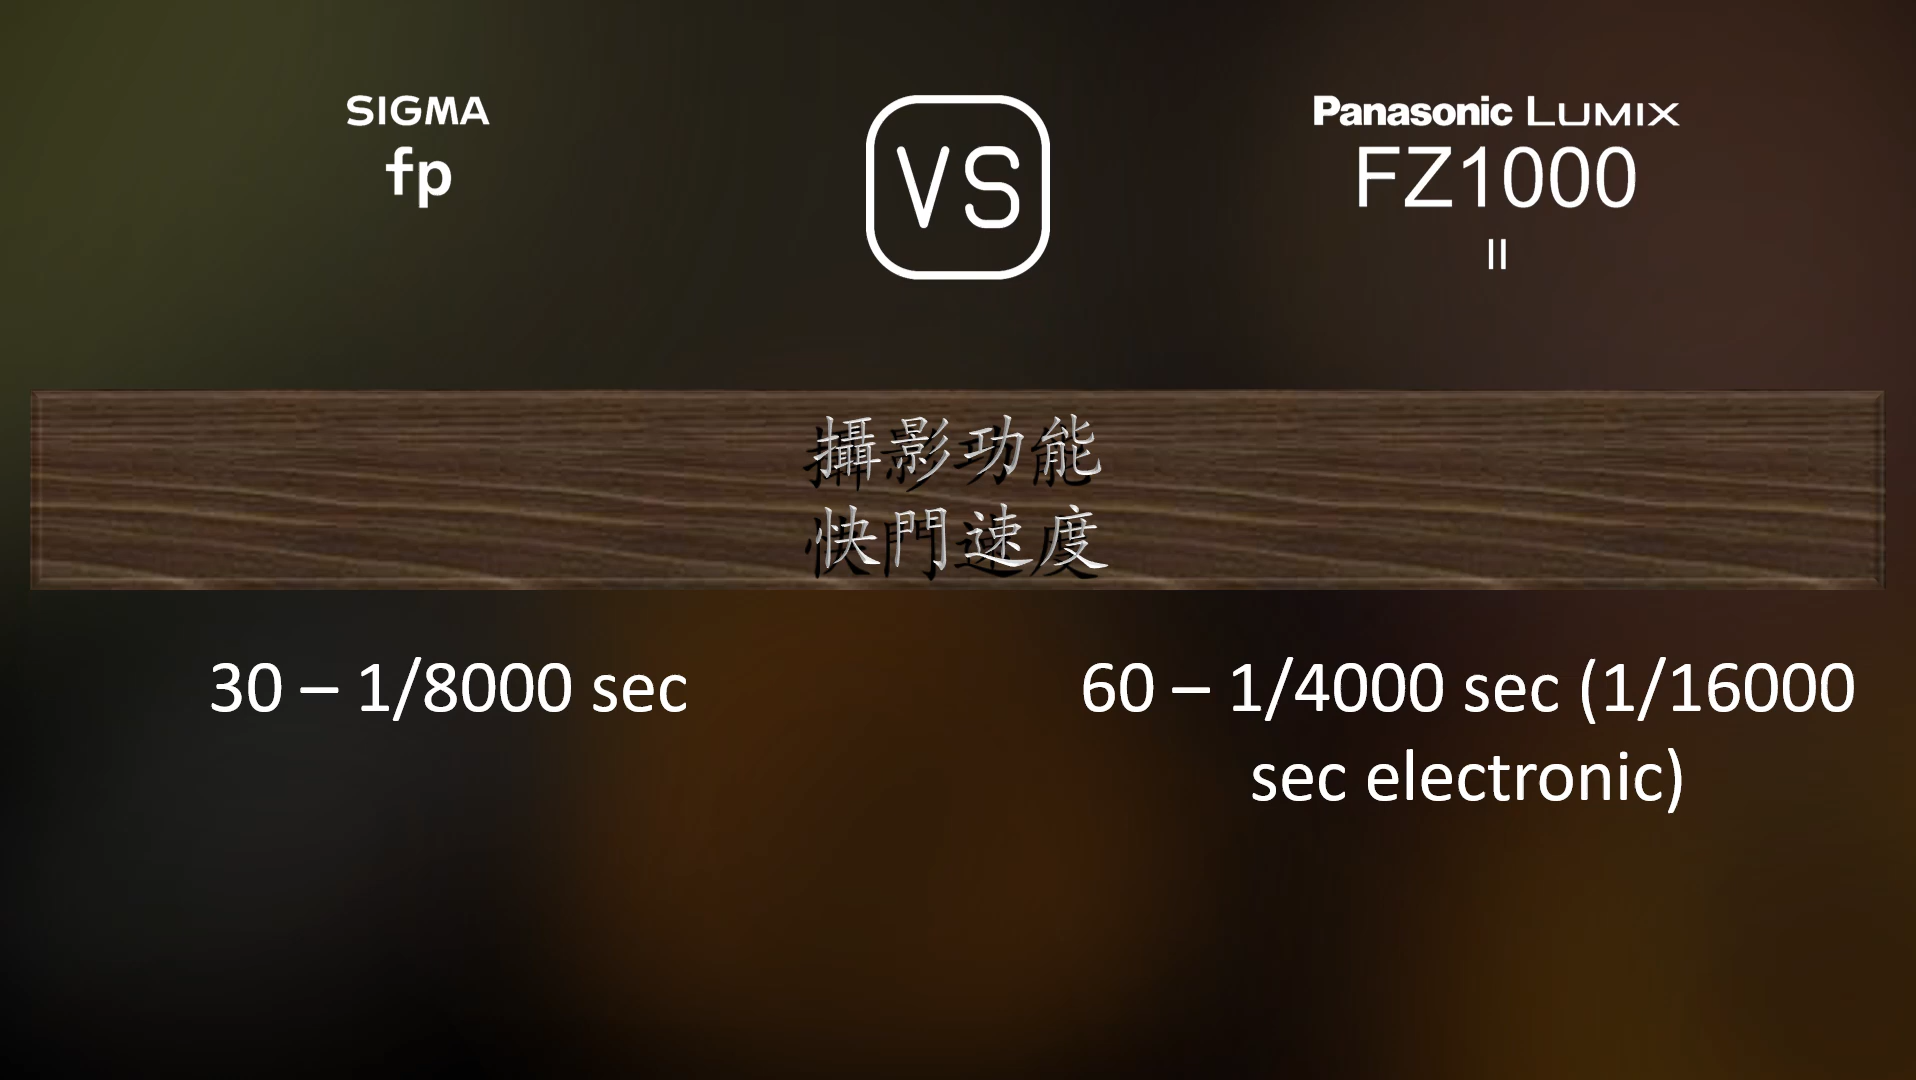 SIGMA
fp
VS
Panasonic LUMIX
FZ1000
II
攝影功能
快門速度
30 – 1/8000 sec
60 – 1/4000 sec (1/16000
sec electronic)